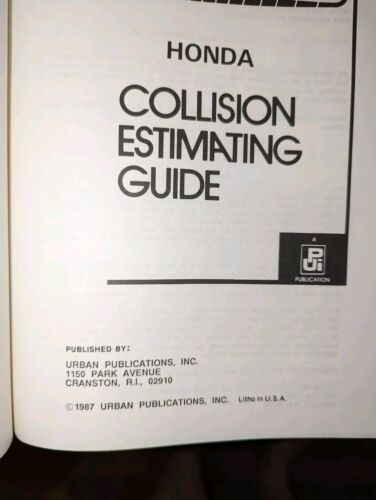 HONDA
COLLISION
ESTIMATING
GUIDE
A
PUI
PUBLICATION
PUBLISHED BY:
URBAN PUBLICATIONS, INC.
1150 PARK AVENUE
CRANSTON, R.I., 02910
© 1987 URBAN PUBLICATIONS, INC. Litho in U.S.A.